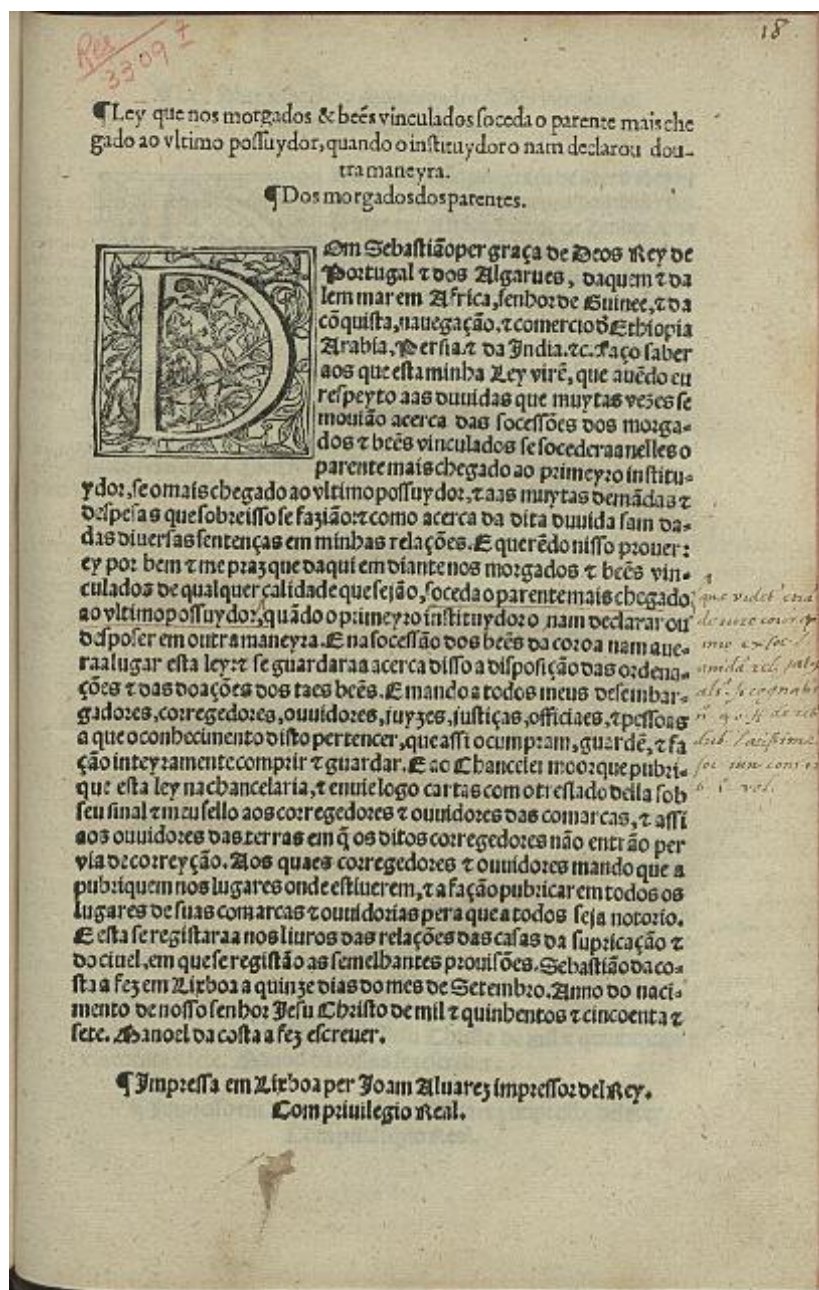 18
Res
3309 I
¶Ley que nos morgados & beẽs vinculados soceda o parente mais che
gado ao vltimo possuydor, quando o instituydor o nam declarou dou-
tra maneyra.
¶Dos morgados dos parentes.
DOm Sebastião per graça de Deos Rey de
Portugal ⁊ dos Algarues, daquem ⁊ da
lem mar em Africa, senhor de Guinee, ⁊ da
cõquista, nauegação, ⁊ comercio d̃ Ethiopia
Arabia, Persia, ⁊ da India. ⁊c. Faço saber
aos que esta minha Ley virẽ, que auẽdo eu
respeyto aas duuidas que muytas vezes se
mouião acerca das socessões dos morga-
dos ⁊ beẽs vinculados se socederaa nelles o
parente mais chegado ao primeyro institu-
ydor, se o mais chegado ao vltimo possuydor, ⁊ aas muytas demãdas ⁊
despesas que sobre isso se fazião: ⁊ como acerca da dita duuida sam da-
das diuersas sentenças em minhas relações. E querẽdo nisso prouer:
ey por bem ⁊ me praz que daqui em diante nos morgados ⁊ beẽs vin-
culados de qualquer calidade que sejão, soceda o parente mais chegado
ao vltimo possuydor, quãdo o primeyro instituydor o nam declarar ou
desposer em outra maneyra. E na socessão dos beẽs da coroa nam aue-
raa lugar esta ley: ⁊ se guardaraa acerca disso a disposição das ordena-
ções ⁊ das doações dos taes beẽs. E mando a todos meus desembar-
gadores, corregedores, ouuidores, juyzes, justiças, officiaes, ⁊ pessoas
a que o conhecimento disto pertencer, que assi o cumpram, guardẽ, ⁊ fa
ção inteyramente comprir ⁊ guardar. E ao Chanceler moor que pubri-
que esta ley na chancelaria, ⁊ enuie logo cartas com o treslado della sob
seu sinal ⁊ meu sello aos corregedores ⁊ ouuidores das comarcas, ⁊ assi
aos ouuidores das terras em q̃ os ditos corregedores não entrão per
via de correyção. Aos quaes corregedores ⁊ ouuidores mando que a
pubriquem nos lugares onde estiuerem, ⁊ a fação pubricar em todos os
lugares de suas comarcas ⁊ ouuidorias pera que a todos seja notorio.
E esta se registaraa nos liuros das relações das casas da supricação ⁊
do ciuel, em que se registão as semelhantes prouisões. Sebastião da co-
sta a fez em Lixboa a quinze dias do mes de Setembro. Anno do naci-
mento de nosso senhor Jesu Christo de mil ⁊ quinhentos ⁊ cincoenta ⁊
sete. Manoel da costa a fez escreuer.
¶Impressa em Lixboa per Joam Aluarez impressor del Rey.
Com priuilegio Real.